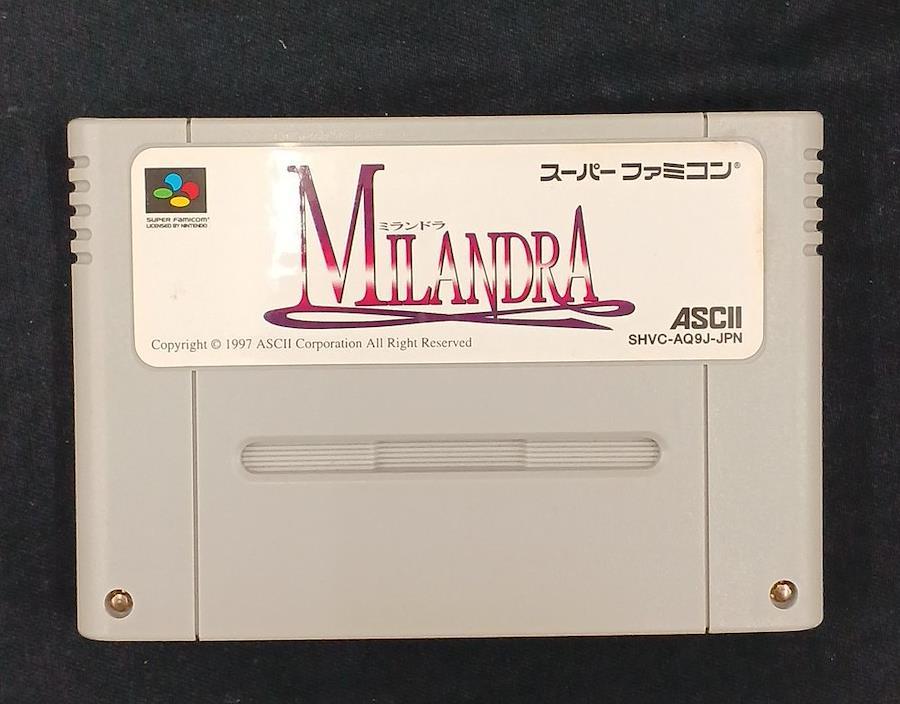 スーパーファミコン®
SUPER FAMICOM®
LICENSED BY NINTENDO
ミランドラ
MILANDRA
ASCII
SHVC-AQ9J-JPN
Copyright © 1997 ASCII Corporation All Right Reserved